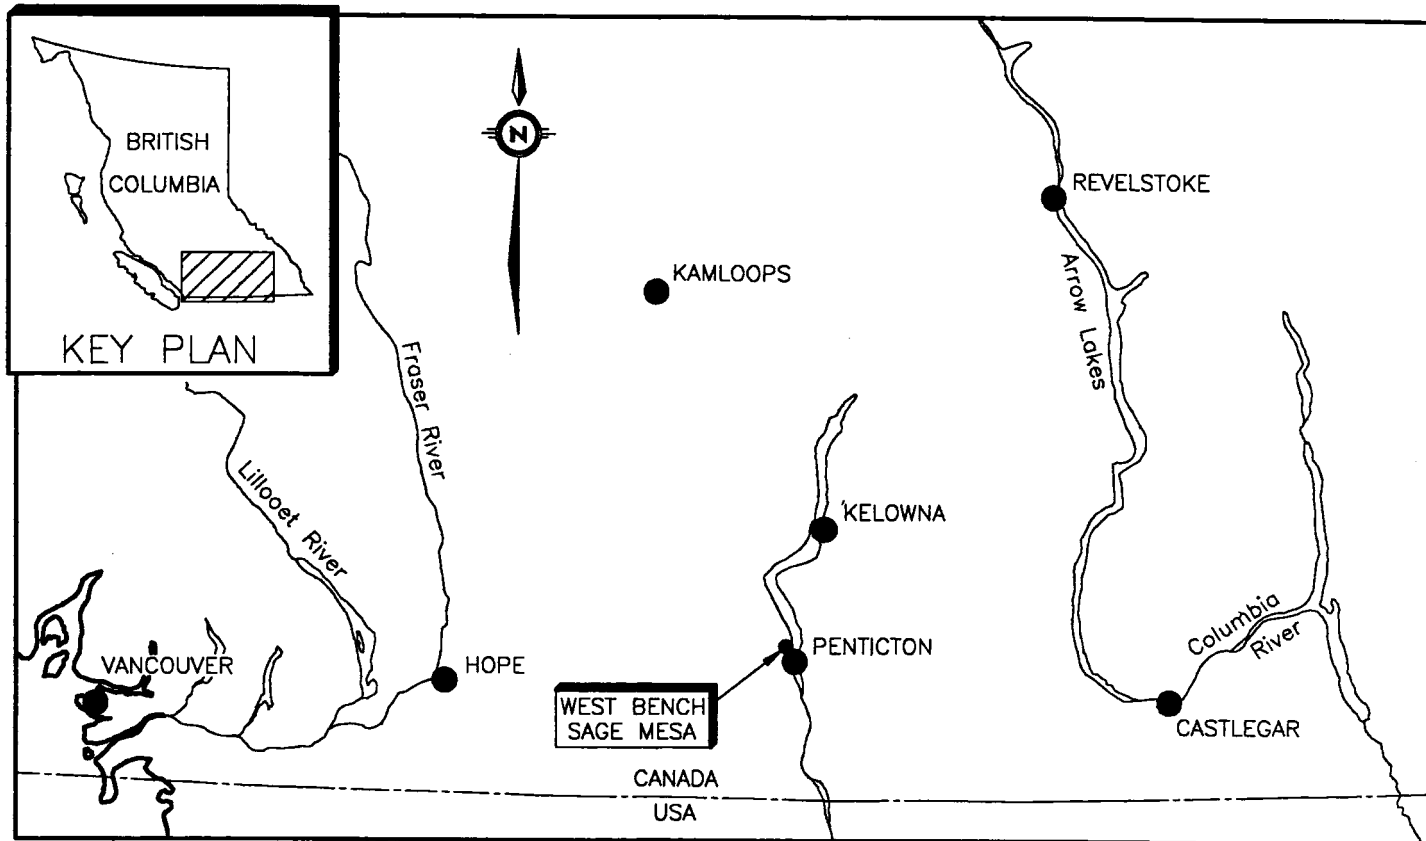 BRITISH
COLUMBIA
KEY PLAN
N
REVELSTOKE
KAMLOOPS
Arrow Lakes
Fraser River
Lillooet River
KELOWNA
Columbia
River
PENTICTON
VANCOUVER
HOPE
WEST BENCH
SAGE MESA
CASTLEGAR
CANADA
USA